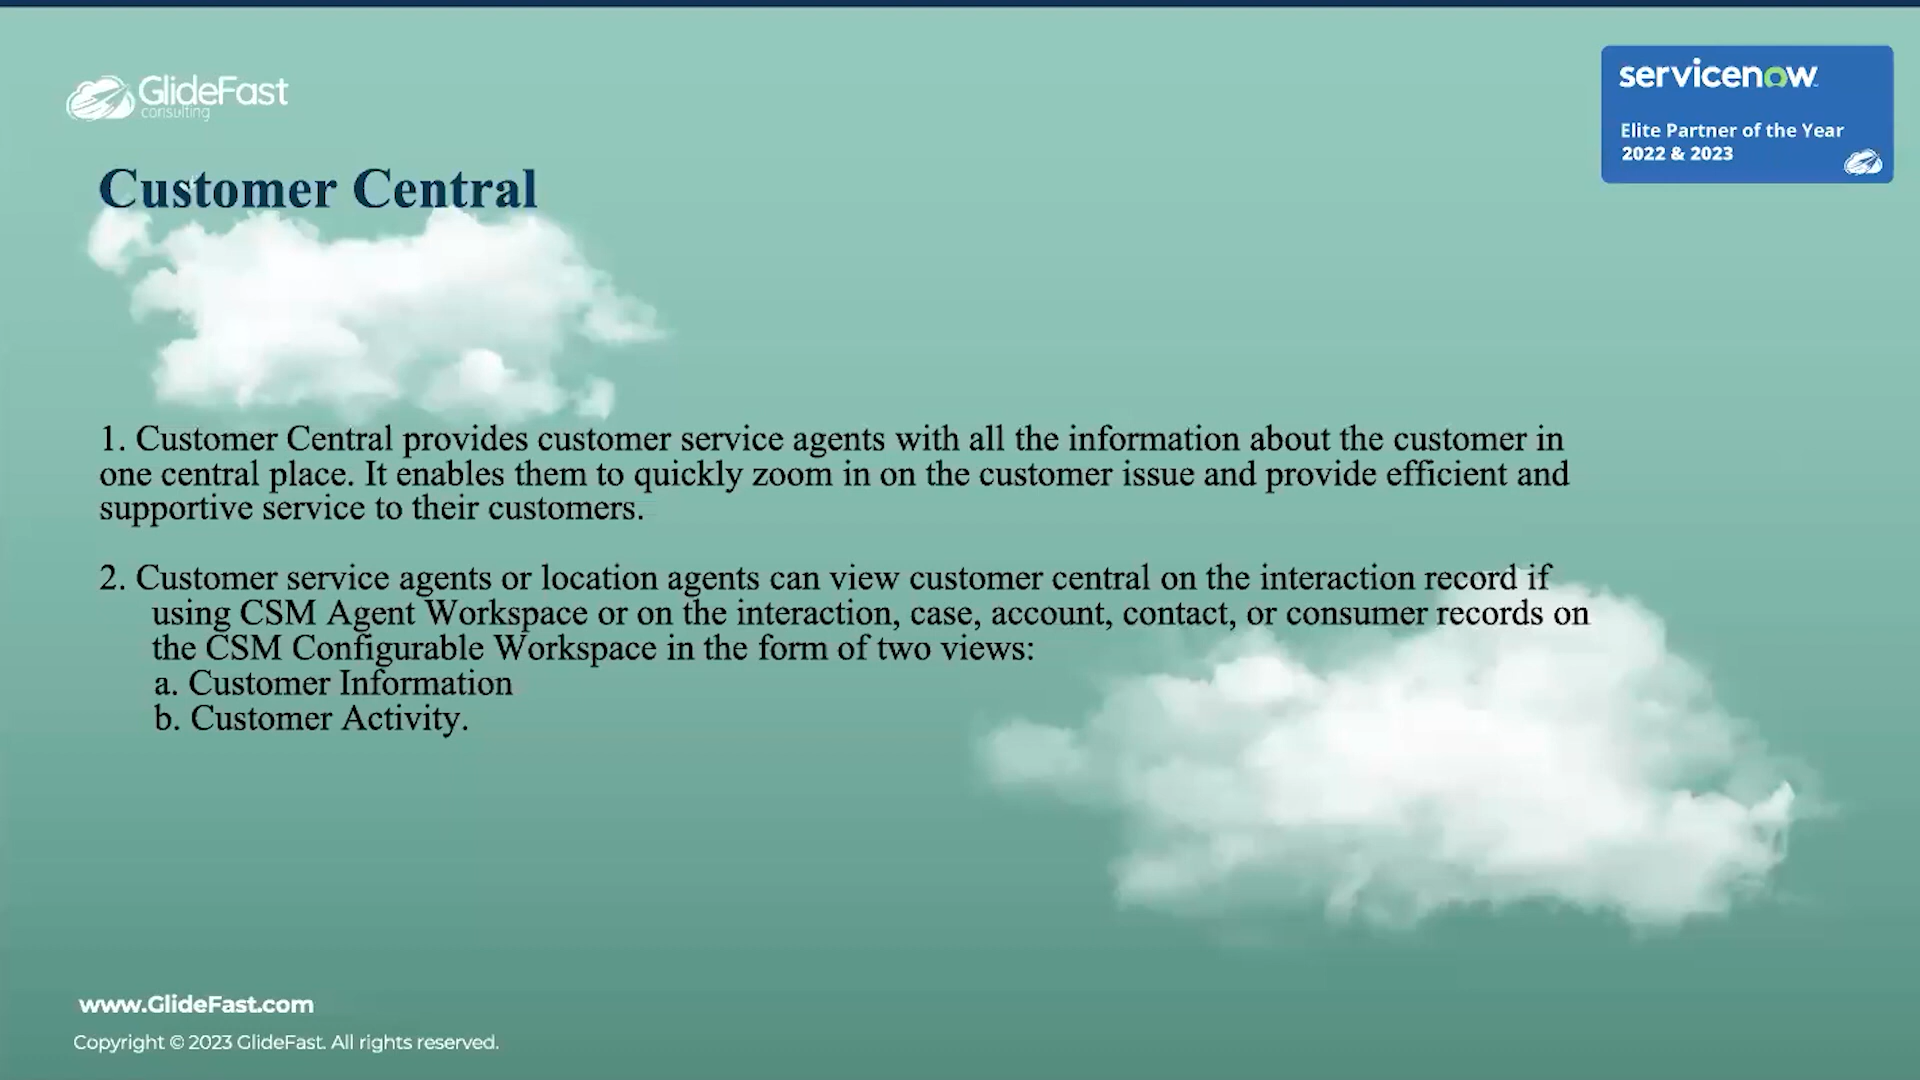 GlideFast
consulting
servicenow
Elite Partner of the Year
2022 & 2023
Customer Central
1. Customer Central provides customer service agents with all the information about the customer in
one central place. It enables them to quickly zoom in on the customer issue and provide efficient and
supportive service to their customers.
2. Customer service agents or location agents can view customer central on the interaction record if
using CSM Agent Workspace or on the interaction, case, account, contact, or consumer records on
the CSM Configurable Workspace in the form of two views:
a. Customer Information
b. Customer Activity.
www.GlideFast.com
Copyright © 2023 GlideFast. All rights reserved.